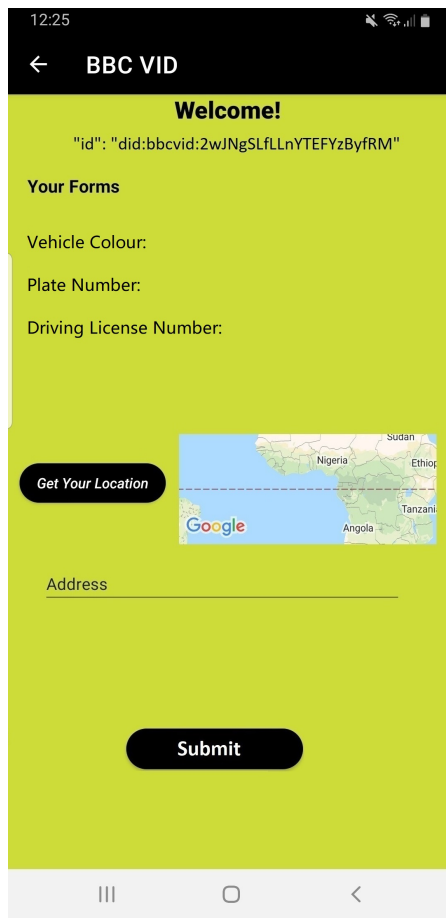 12:25
BBC VID
Welcome!
"id": "did:bbcvid:2wJNgSLfLLnYTEFYzByfRM"
Your Forms
Vehicle Colour:
Plate Number:
Driving License Number:
Sudan
Nigeria
Ethiop
Get Your Location
Tanzani
Google
Angola
Address
Submit